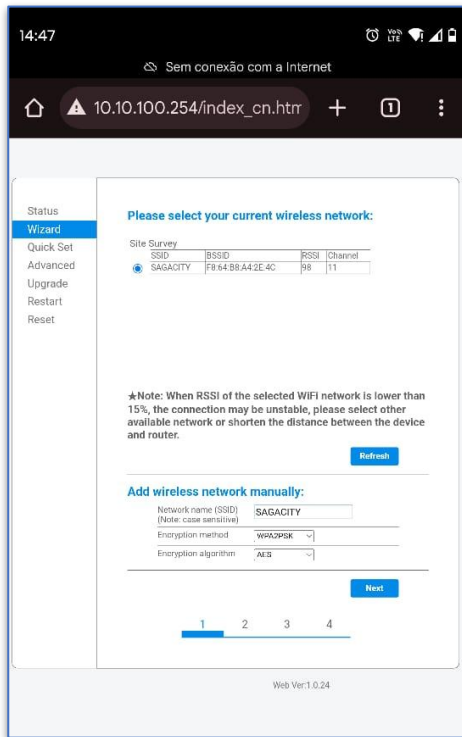 14:47
Vo)) LTE
Sem conexão com a Internet
10.10.100.254/index_cn.htm
1
Status
Wizard
Quick Set
Advanced
Upgrade
Restart
Reset
Please select your current wireless network:
Site Survey
SSID BSSID RSSI Channel
SAGACITY F8:64:B8:A4:2E:4C 98 11
★Note: When RSSI of the selected WiFi network is lower than
15%, the connection may be unstable, please select other
available network or shorten the distance between the device
and router.
Refresh
Add wireless network manually:
Network name (SSID) SAGACITY
(Note: case sensitive)
Encryption method WPA2PSK
Encryption algorithm AES
Next
1 2 3 4
Web Ver:1.0.24